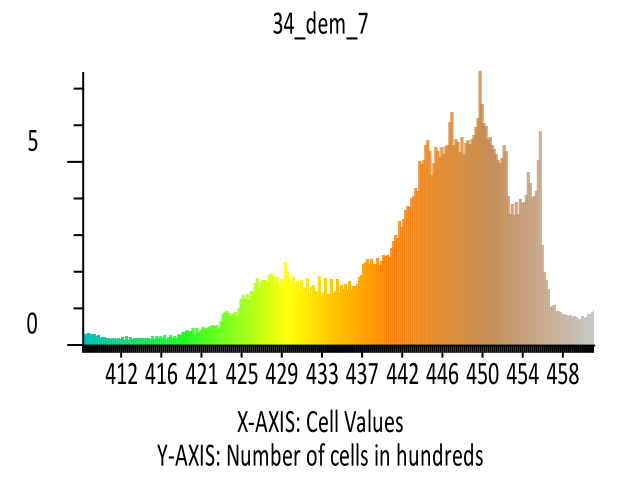 34_dem_7
5
0
412 416 421 425 429 433 437 442 446 450 454 458
X-AXIS: Cell Values
Y-AXIS: Number of cells in hundreds